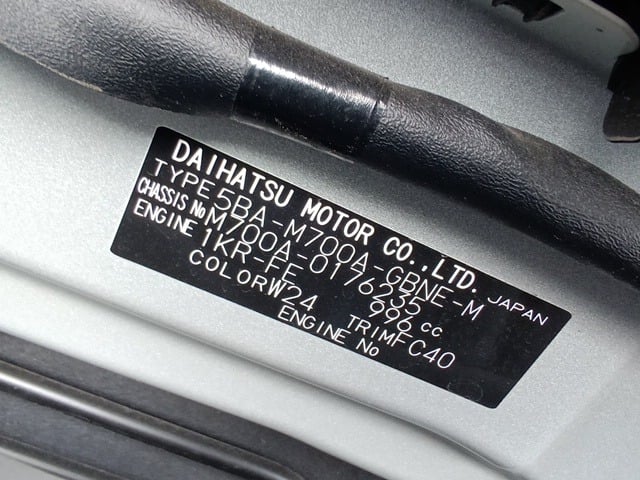 DAIHATSU MOTOR CO.,LTD. JAPAN
TYPE 5BA-M700A-GBNE-M
CHASSIS No M700A-0176235
ENGINE 1KR-FE 996 cc
COLOR W24 TRIM FC40
ENGINE No